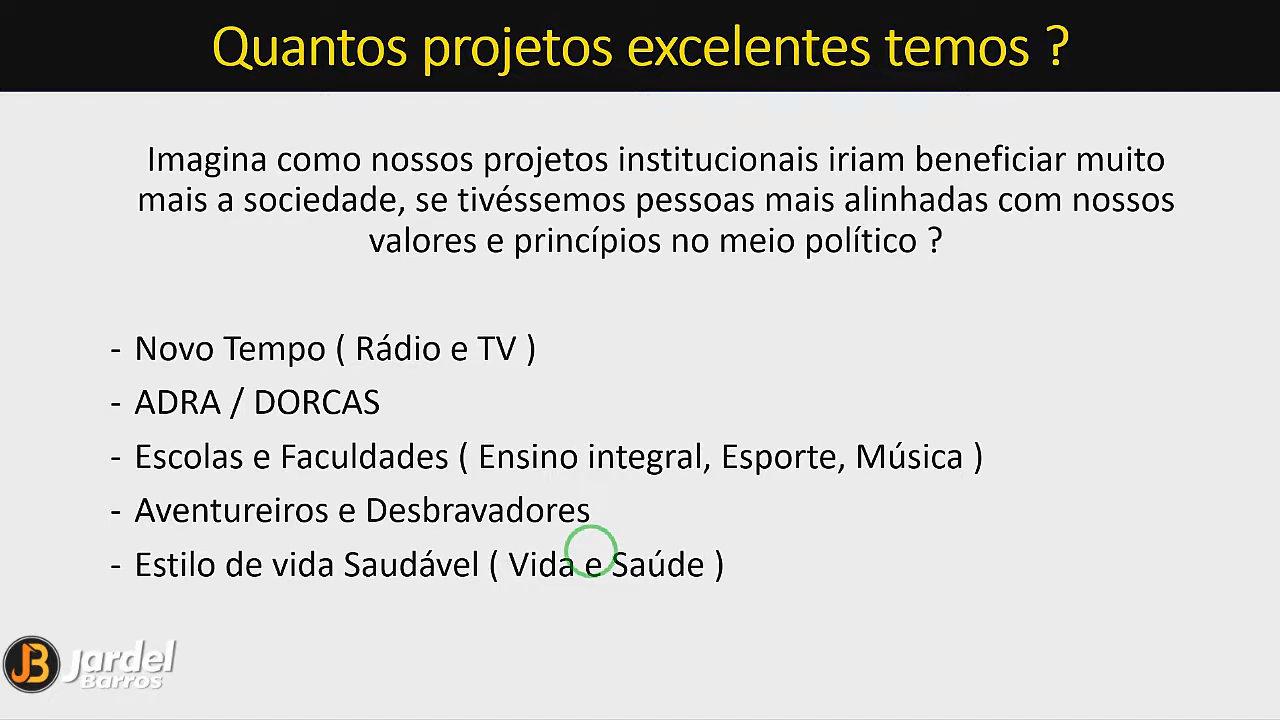 Quantos projetos excelentes temos ?
Imagina como nossos projetos institucionais iriam beneficiar muito
mais a sociedade, se tivéssemos pessoas mais alinhadas com nossos
valores e princípios no meio político ?
- Novo Tempo ( Rádio e TV )
- ADRA / DORCAS
- Escolas e Faculdades ( Ensino integral, Esporte, Música )
- Aventureiros e Desbravadores
- Estilo de vida Saudável ( Vida e Saúde )
JB Jardel
Barros